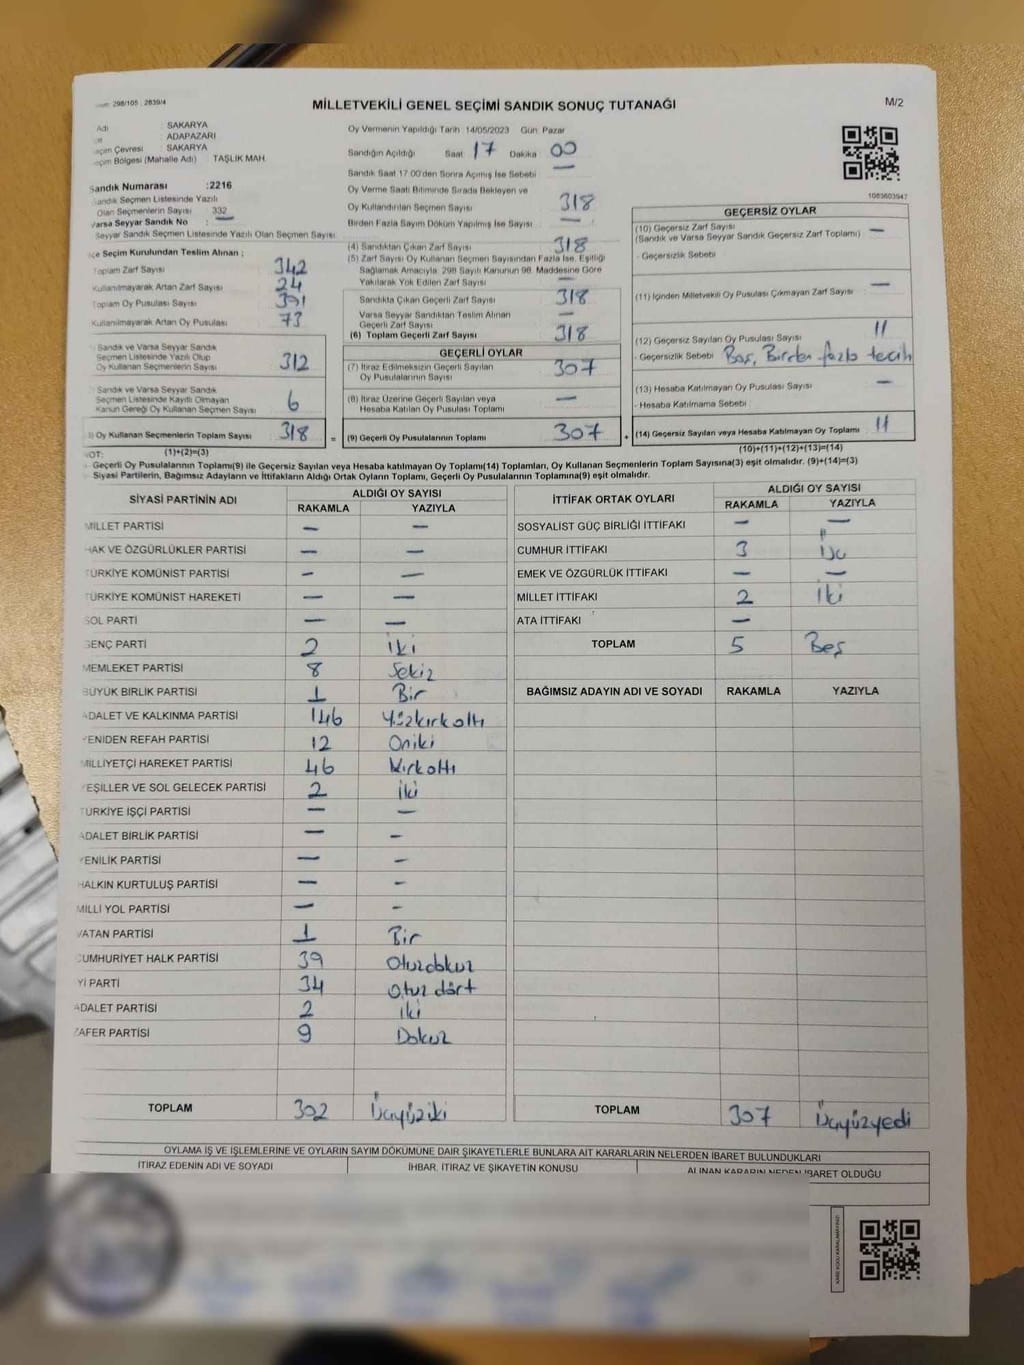 298/105 , 2839/4
MİLLETVEKİLİ GENEL SEÇİMİ SANDIK SONUÇ TUTANAĞI
M/2
Adı : SAKARYA
: ADAPAZARI
Çevresi : SAKARYA
Bölgesi (Mahalle Adı) : TAŞLIK MAH.
Sandık Numarası :2216
Sandık Seçmen Listesinde Yazılı
Olan Seçmenlerin Sayısı 332
Varsa Seyyar Sandık No : —
Seyyar Sandık Seçmen Listesinde Yazılı Olan Seçmen Sayısı
Seçim Kurulundan Teslim Alınan ;
Toplam Zarf Sayısı 342
Kullanılmayarak Artan Zarf Sayısı 24
Toplam Oy Pusulası Sayısı 391
Kullanılmayarak Artan Oy Pusulası 73
Sandık ve Varsa Seyyar Sandık
Seçmen Listesinde Yazılı Olup
Oy Kullanan Seçmenlerin Sayısı 312
Sandık ve Varsa Seyyar Sandık
Seçmen Listesinde Kayıtlı Olmayan
Kanun Gereği Oy Kullanan Seçmen Sayısı 6
Oy Kullanan Seçmenlerin Toplam Sayısı 318 =
(1)+(2)=(3)
Oy Vermenin Yapıldığı Tarih 14/05/2023 Gün Pazar
Sandığın Açıldığı Saat 17 Dakika 00
Sandık Saat 17.00'den Sonra Açılmış İse Sebebi —
Oy Verme Saati Bitiminde Sırada Bekleyen ve
Oy Kullandırılan Seçmen Sayısı 318
Birden Fazla Sayım Döküm Yapılmış İse Sayısı —
(4) Sandıktan Çıkan Zarf Sayısı 318
(5) Zarf Sayısı Oy Kullanan Seçmen Sayısından Fazla İse, Eşitliği
Sağlamak Amacıyla, 298 Sayılı Kanunun 98. Maddesine Göre
Yakılarak Yok Edilen Zarf Sayısı
Sandıkta Çıkan Geçerli Zarf Sayısı 318
Varsa Seyyar Sandıktan Teslim Alınan
Geçerli Zarf Sayısı
(6) Toplam Geçerli Zarf Sayısı 318
GEÇERLİ OYLAR
(7) İtiraz Edilmeksizin Geçerli Sayılan
Oy Pusulalarının Sayısı 307
(8) İtiraz Üzerine Geçerli Sayılan veya
Hesaba Katılan Oy Pusulası Toplamı —
(9) Geçerli Oy Pusulalarının Toplamı 307 +
1083603947
GEÇERSİZ OYLAR
(10) Geçersiz Zarf Sayısı —
(Sandık ve Varsa Seyyar Sandık Geçersiz Zarf Toplamı)
- Geçersizlik Sebebi
(11) İçinden Milletvekili Oy Pusulası Çıkmayan Zarf Sayısı —
(12) Geçersiz Sayılan Oy Pusulası Sayısı 11
- Geçersizlik Sebebi Boş, Birden fazla tecih
(13) Hesaba Katılmayan Oy Pusulası Sayısı —
- Hesaba Katılmama Sebebi
(14) Geçersiz Sayılan veya Hesaba Katılmayan Oy Toplamı 11
(10)+(11)+(12)+(13)=(14)
NOT:
Geçerli Oy Pusulalarının Toplamı(9) ile Geçersiz Sayılan veya Hesaba katılmayan Oy Toplamı(14) Toplamları, Oy Kullanan Seçmenlerin Toplam Sayısına(3) eşit olmalıdır. (9)+(14)=(3)
Siyasi Partilerin, Bağımsız Adayların ve İttifakların Aldığı Ortak Oyların Toplamı, Geçerli Oy Pusulalarının Toplamına(9) eşit olmalıdır.
SİYASİ PARTİNİN ADI ALDIĞI OY SAYISI
RAKAMLA YAZIYLA
MİLLET PARTİSİ — —
HAK VE ÖZGÜRLÜKLER PARTİSİ — —
TÜRKİYE KOMÜNİST PARTİSİ — —
TÜRKİYE KOMÜNİST HAREKETİ — —
SOL PARTİ — —
GENÇ PARTİ 2 iki
MEMLEKET PARTİSİ 8 Sekiz
BÜYÜK BİRLİK PARTİSİ 1 Bir
ADALET VE KALKINMA PARTİSİ 146 Yüzkırkaltı
YENİDEN REFAH PARTİSİ 12 Oniki
MİLLİYETÇİ HAREKET PARTİSİ 46 Kırkaltı
YEŞİLLER VE SOL GELECEK PARTİSİ 2 iki
TÜRKİYE İŞÇİ PARTİSİ — —
ADALET BİRLİK PARTİSİ — —
YENİLİK PARTİSİ — —
HALKIN KURTULUŞ PARTİSİ — —
MİLLİ YOL PARTİSİ — —
VATAN PARTİSİ 1 Bir
CUMHURİYET HALK PARTİSİ 39 Otuzdokuz
İYİ PARTİ 34 Otuz dört
ADALET PARTİSİ 2 iki
ZAFER PARTİSİ 9 Dokuz
TOPLAM 302 Üçyüziki
İTTİFAK ORTAK OYLARI ALDIĞI OY SAYISI
RAKAMLA YAZIYLA
SOSYALİST GÜÇ BİRLİĞİ İTTİFAKI — —
CUMHUR İTTİFAKI 3 Üç
EMEK VE ÖZGÜRLÜK İTTİFAKI — —
MİLLET İTTİFAKI 2 İki
ATA İTTİFAKI —
TOPLAM 5 Beş
BAĞIMSIZ ADAYIN ADI VE SOYADI RAKAMLA YAZIYLA
TOPLAM 307 Üçyüzyedi
OYLAMA İŞ VE İŞLEMLERİNE VE OYLARIN SAYIM DÖKÜMÜNE DAİR ŞİKAYETLERLE BUNLARA AİT KARARLARIN NELERDEN İBARET BULUNDUKLARI
İTİRAZ EDENİN ADI VE SOYADI İHBAR, İTİRAZ VE ŞİKAYETİN KONUSU ALINAN KARARIN NEDEN İBARET OLDUĞU